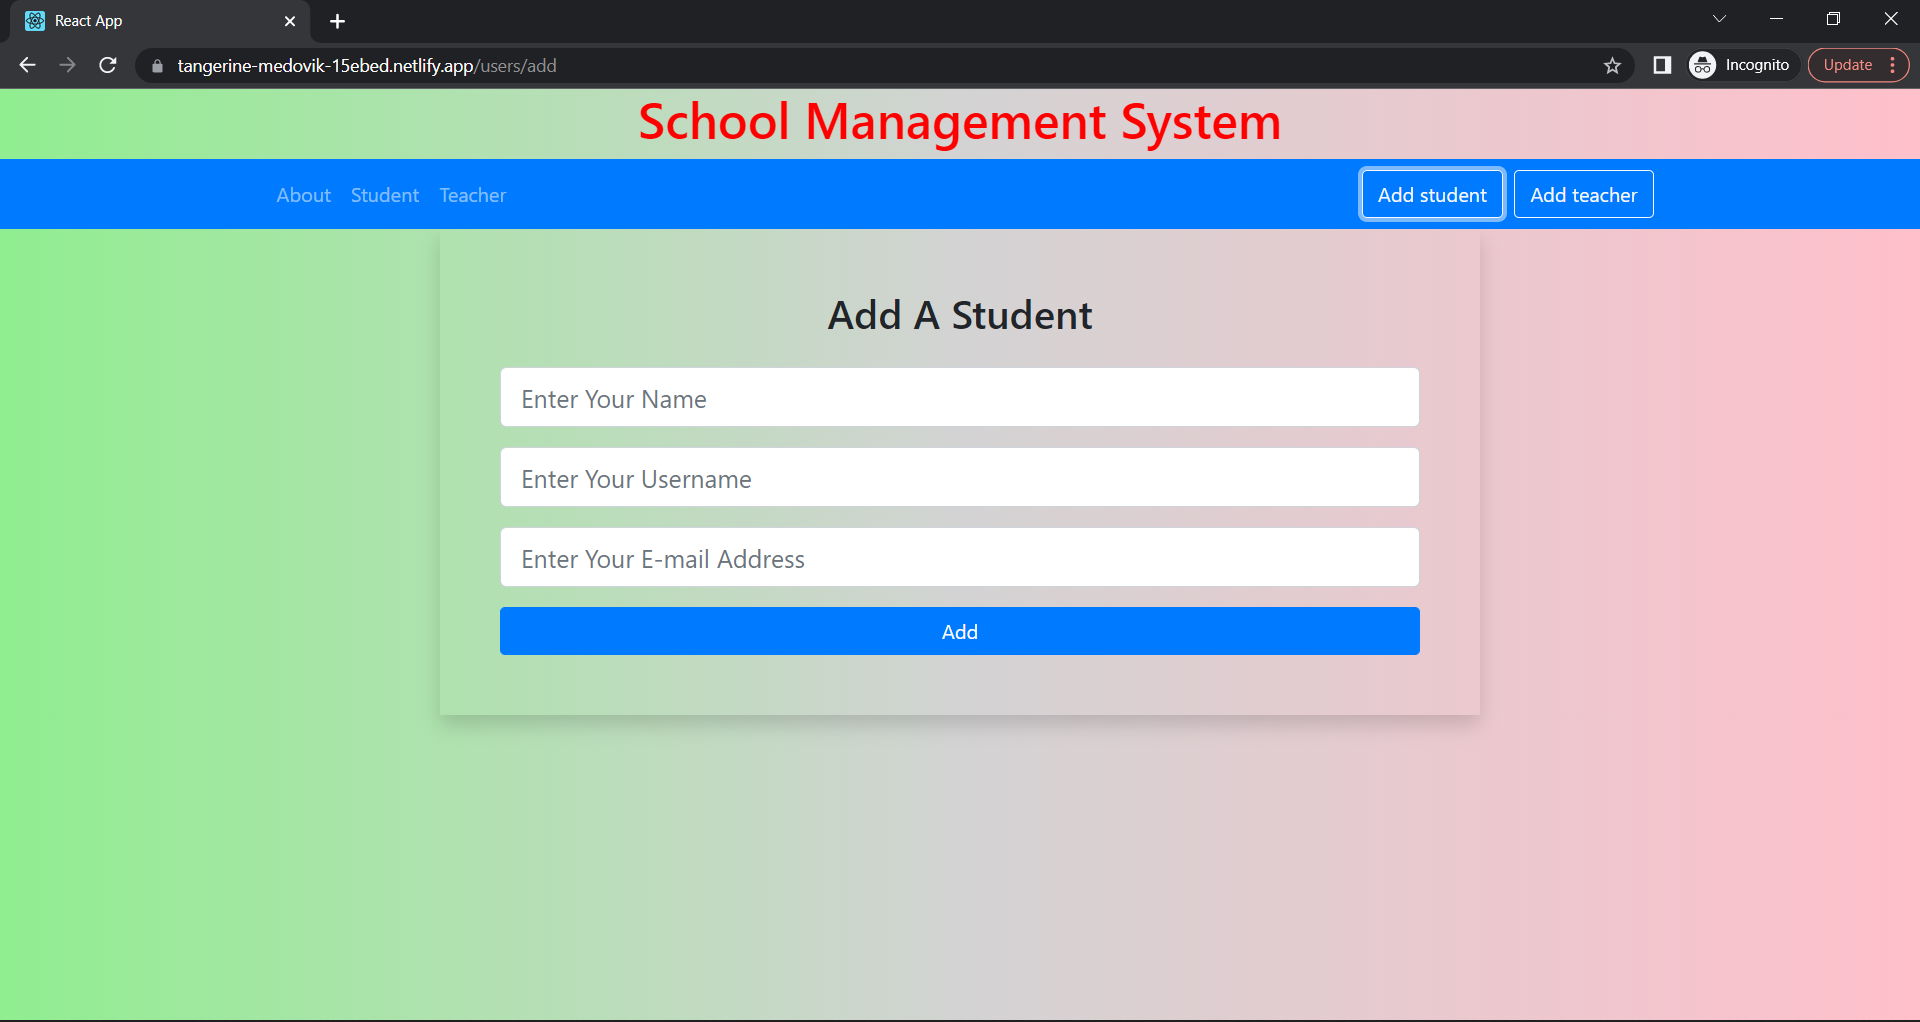 React App
tangerine-medovik-15ebed.netlify.app/users/add
Incognito
Update
School Management System
About Student Teacher Add student Add teacher
Add A Student
Enter Your Name
Enter Your Username
Enter Your E-mail Address
Add